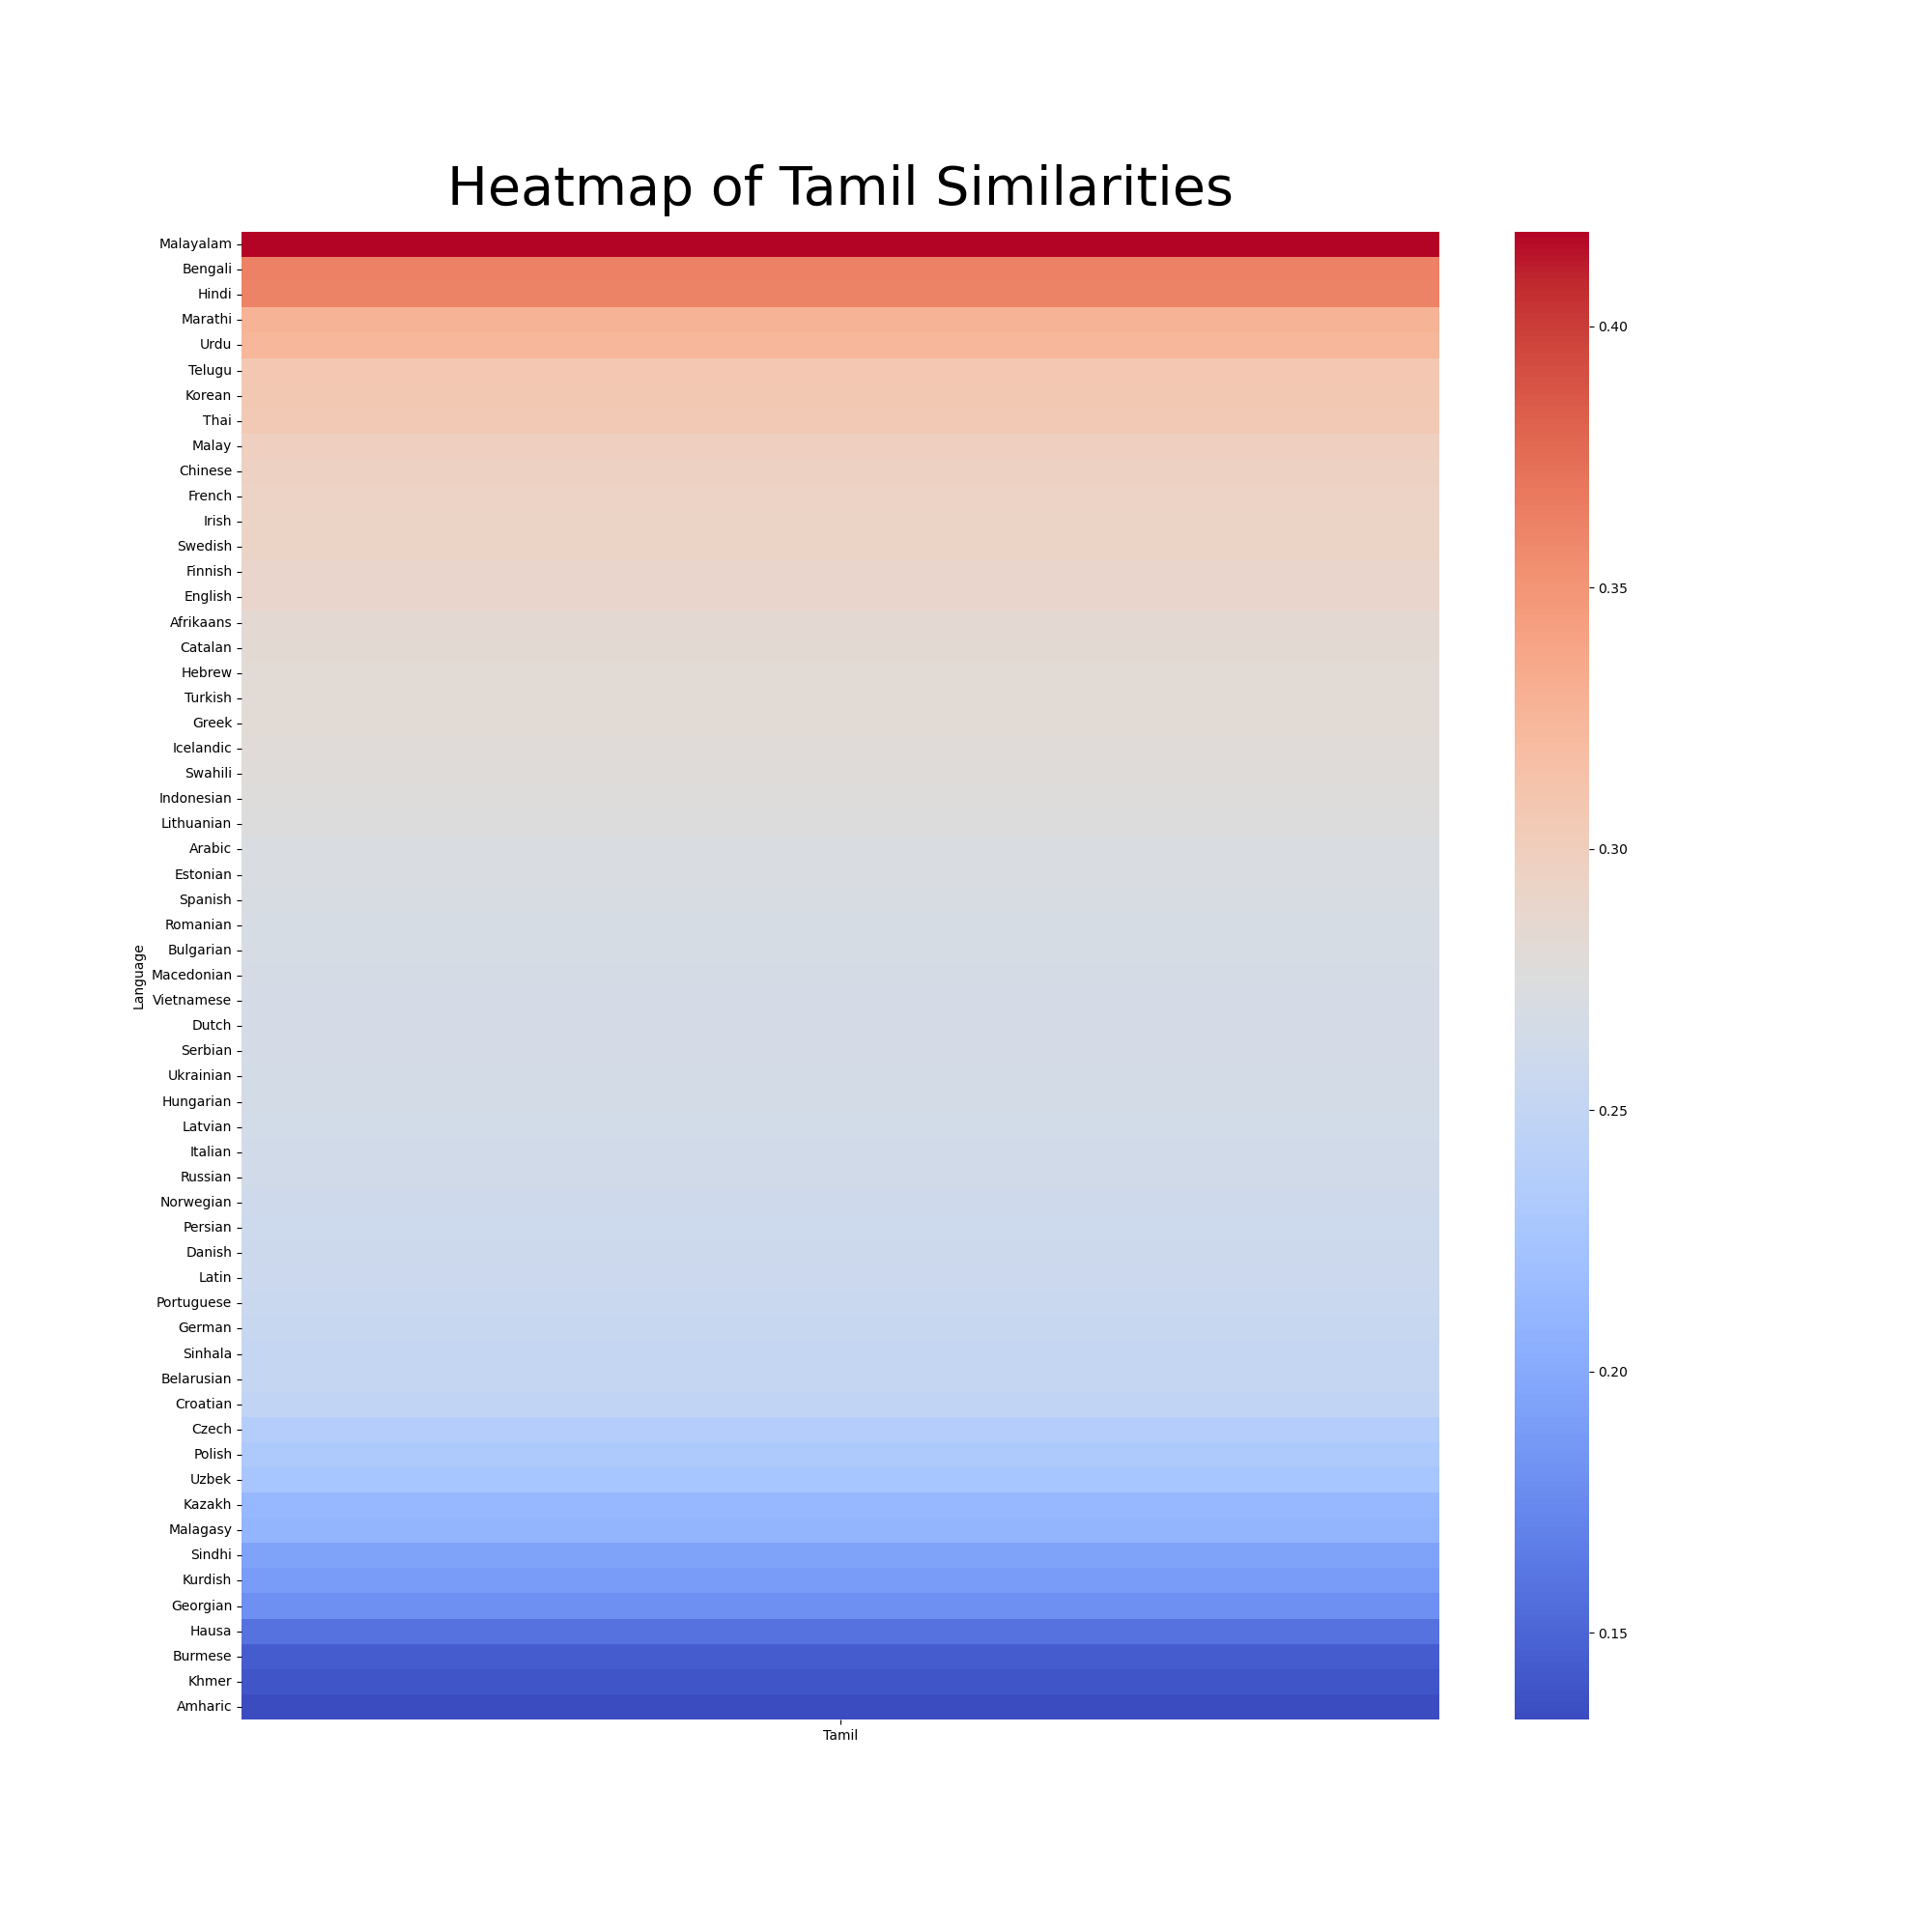 Heatmap of Tamil Similarities
Malayalam
Bengali
Hindi
Marathi
Urdu
Telugu
Korean
Thai
Malay
Chinese
French
Irish
Swedish
Finnish
English
Afrikaans
Catalan
Hebrew
Turkish
Greek
Icelandic
Swahili
Indonesian
Lithuanian
Arabic
Estonian
Spanish
Romanian
Bulgarian
Macedonian
Vietnamese
Dutch
Serbian
Ukrainian
Hungarian
Latvian
Italian
Russian
Norwegian
Persian
Danish
Latin
Portuguese
German
Sinhala
Belarusian
Croatian
Czech
Polish
Uzbek
Kazakh
Malagasy
Sindhi
Kurdish
Georgian
Hausa
Burmese
Khmer
Amharic
Language
Tamil
0.40
0.35
0.30
0.25
0.20
0.15